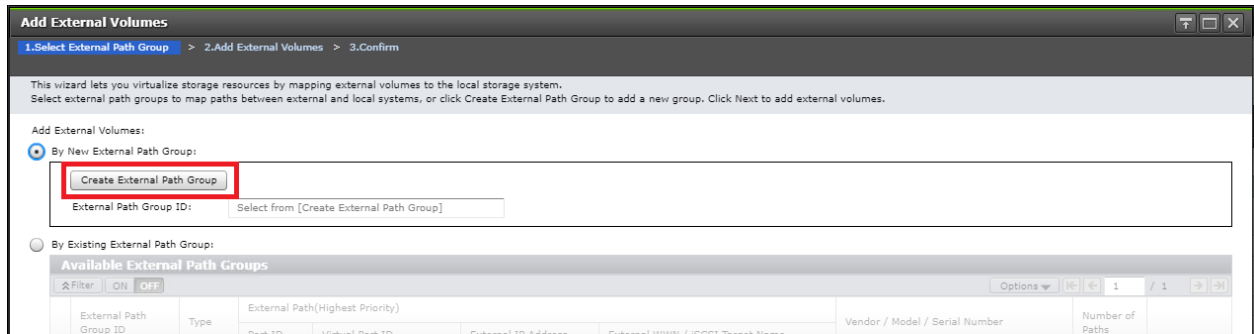 Add External Volumes
1.Select External Path Group > 2.Add External Volumes > 3.Confirm
This wizard lets you virtualize storage resources by mapping external volumes to the local storage system.
Select external path groups to map paths between external and local systems, or click Create External Path Group to add a new group. Click Next to add external volumes.
Add External Volumes:
By New External Path Group:
Create External Path Group
External Path Group ID: Select from [Create External Path Group]
By Existing External Path Group:
Available External Path Groups
Filter ON OFF Options 1 / 1
External Path Group ID
Type
External Path(Highest Priority)
Port ID Virtual Port ID External IP Address External WWN / iSCSI Target Name
Vendor / Model / Serial Number
Number of Paths